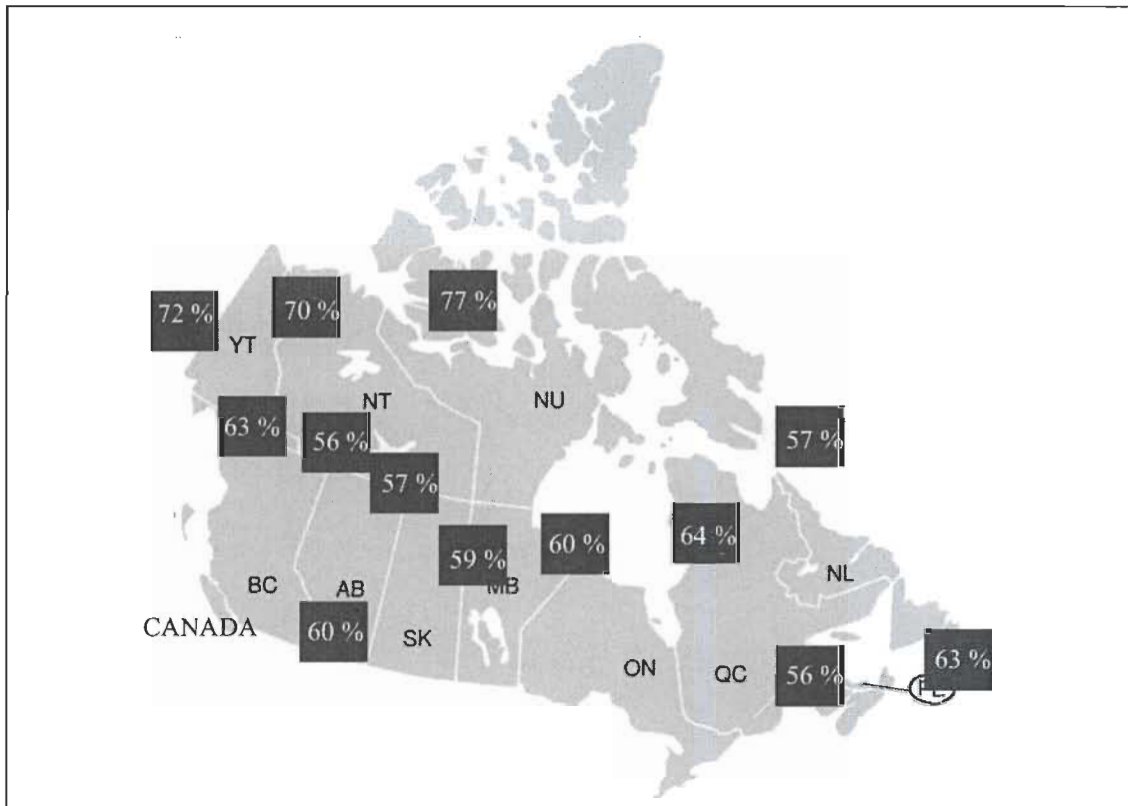 77 %
70 %
72 %
YT
NT
NU
63 %
56 %
57 %
57 %
64 %
59 %
60 %
MB
BC
AB
NL
CANADA
60 %
SK
ON
QC
56 %
63 %